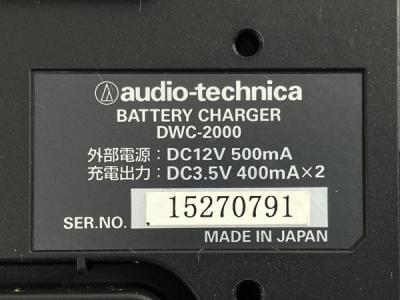 audio-technica
BATTERY CHARGER
DWC-2000
外部電源：DC12V 500mA
充電出力：DC3.5V 400mA×2
SER.NO. 15270791
MADE IN JAPAN